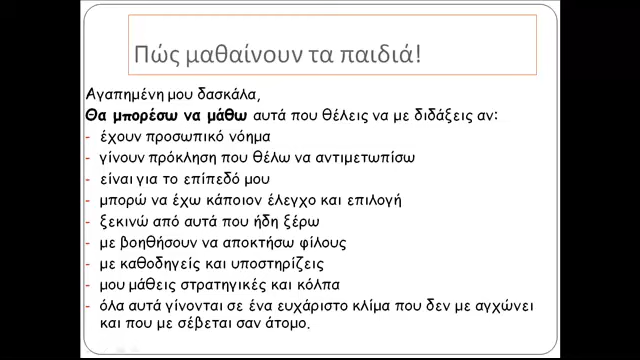 Πώς μαθαίνουν τα παιδιά!
Αγαπημένη μου δασκάλα,
Θα μπορέσω να μάθω αυτά που θέλεις να με διδάξεις αν:
- έχουν προσωπικό νόημα
- γίνουν πρόκληση που θέλω να αντιμετωπίσω
- είναι για το επίπεδό μου
- μπορώ να έχω κάποιον έλεγχο και επιλογή
- ξεκινώ από αυτά που ήδη ξέρω
- με βοηθήσουν να αποκτήσω φίλους
- με καθοδηγείς και υποστηρίζεις
- μου μάθεις στρατηγικές και κόλπα
- όλα αυτά γίνονται σε ένα ευχάριστο κλίμα που δεν με αγχώνει
και που με σέβεται σαν άτομο.